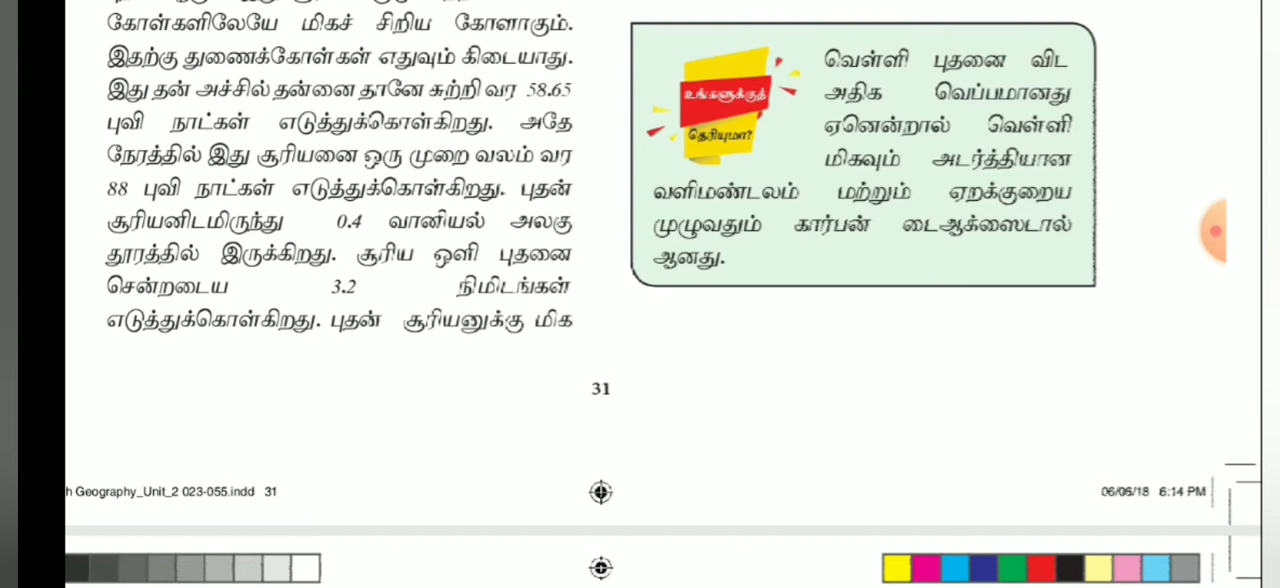 கோள்களிலேயே மிகச் சிறிய கோளாகும்.
இதற்கு துணைக்கோள்கள் எதுவும் கிடையாது.
இது தன் அச்சில் தன்னை தானே சுற்றி வர 58.65
புவி நாட்கள் எடுத்துக்கொள்கிறது. அதே
நேரத்தில் இது சூரியனை ஒரு முறை வலம் வர
88 புவி நாட்கள் எடுத்துக்கொள்கிறது. புதன்
சூரியனிடமிருந்து 0.4 வானியல் அலகு
தூரத்தில் இருக்கிறது. சூரிய ஒளி புதனை
சென்றடைய 3.2 நிமிடங்கள்
எடுத்துக்கொள்கிறது. புதன் சூரியனுக்கு மிக
உங்களுக்குத்
தெரியுமா?
வெள்ளி புதனை விட
அதிக வெப்பமானது
ஏனென்றால் வெள்ளி
மிகவும் அடர்த்தியான
வளிமண்டலம் மற்றும் ஏறக்குறைய
முழுவதும் கார்பன் டைஆக்ஸைடால்
ஆனது.
31
h Geography_Unit_2 023-055.indd 31
06/06/18 6:14 PM